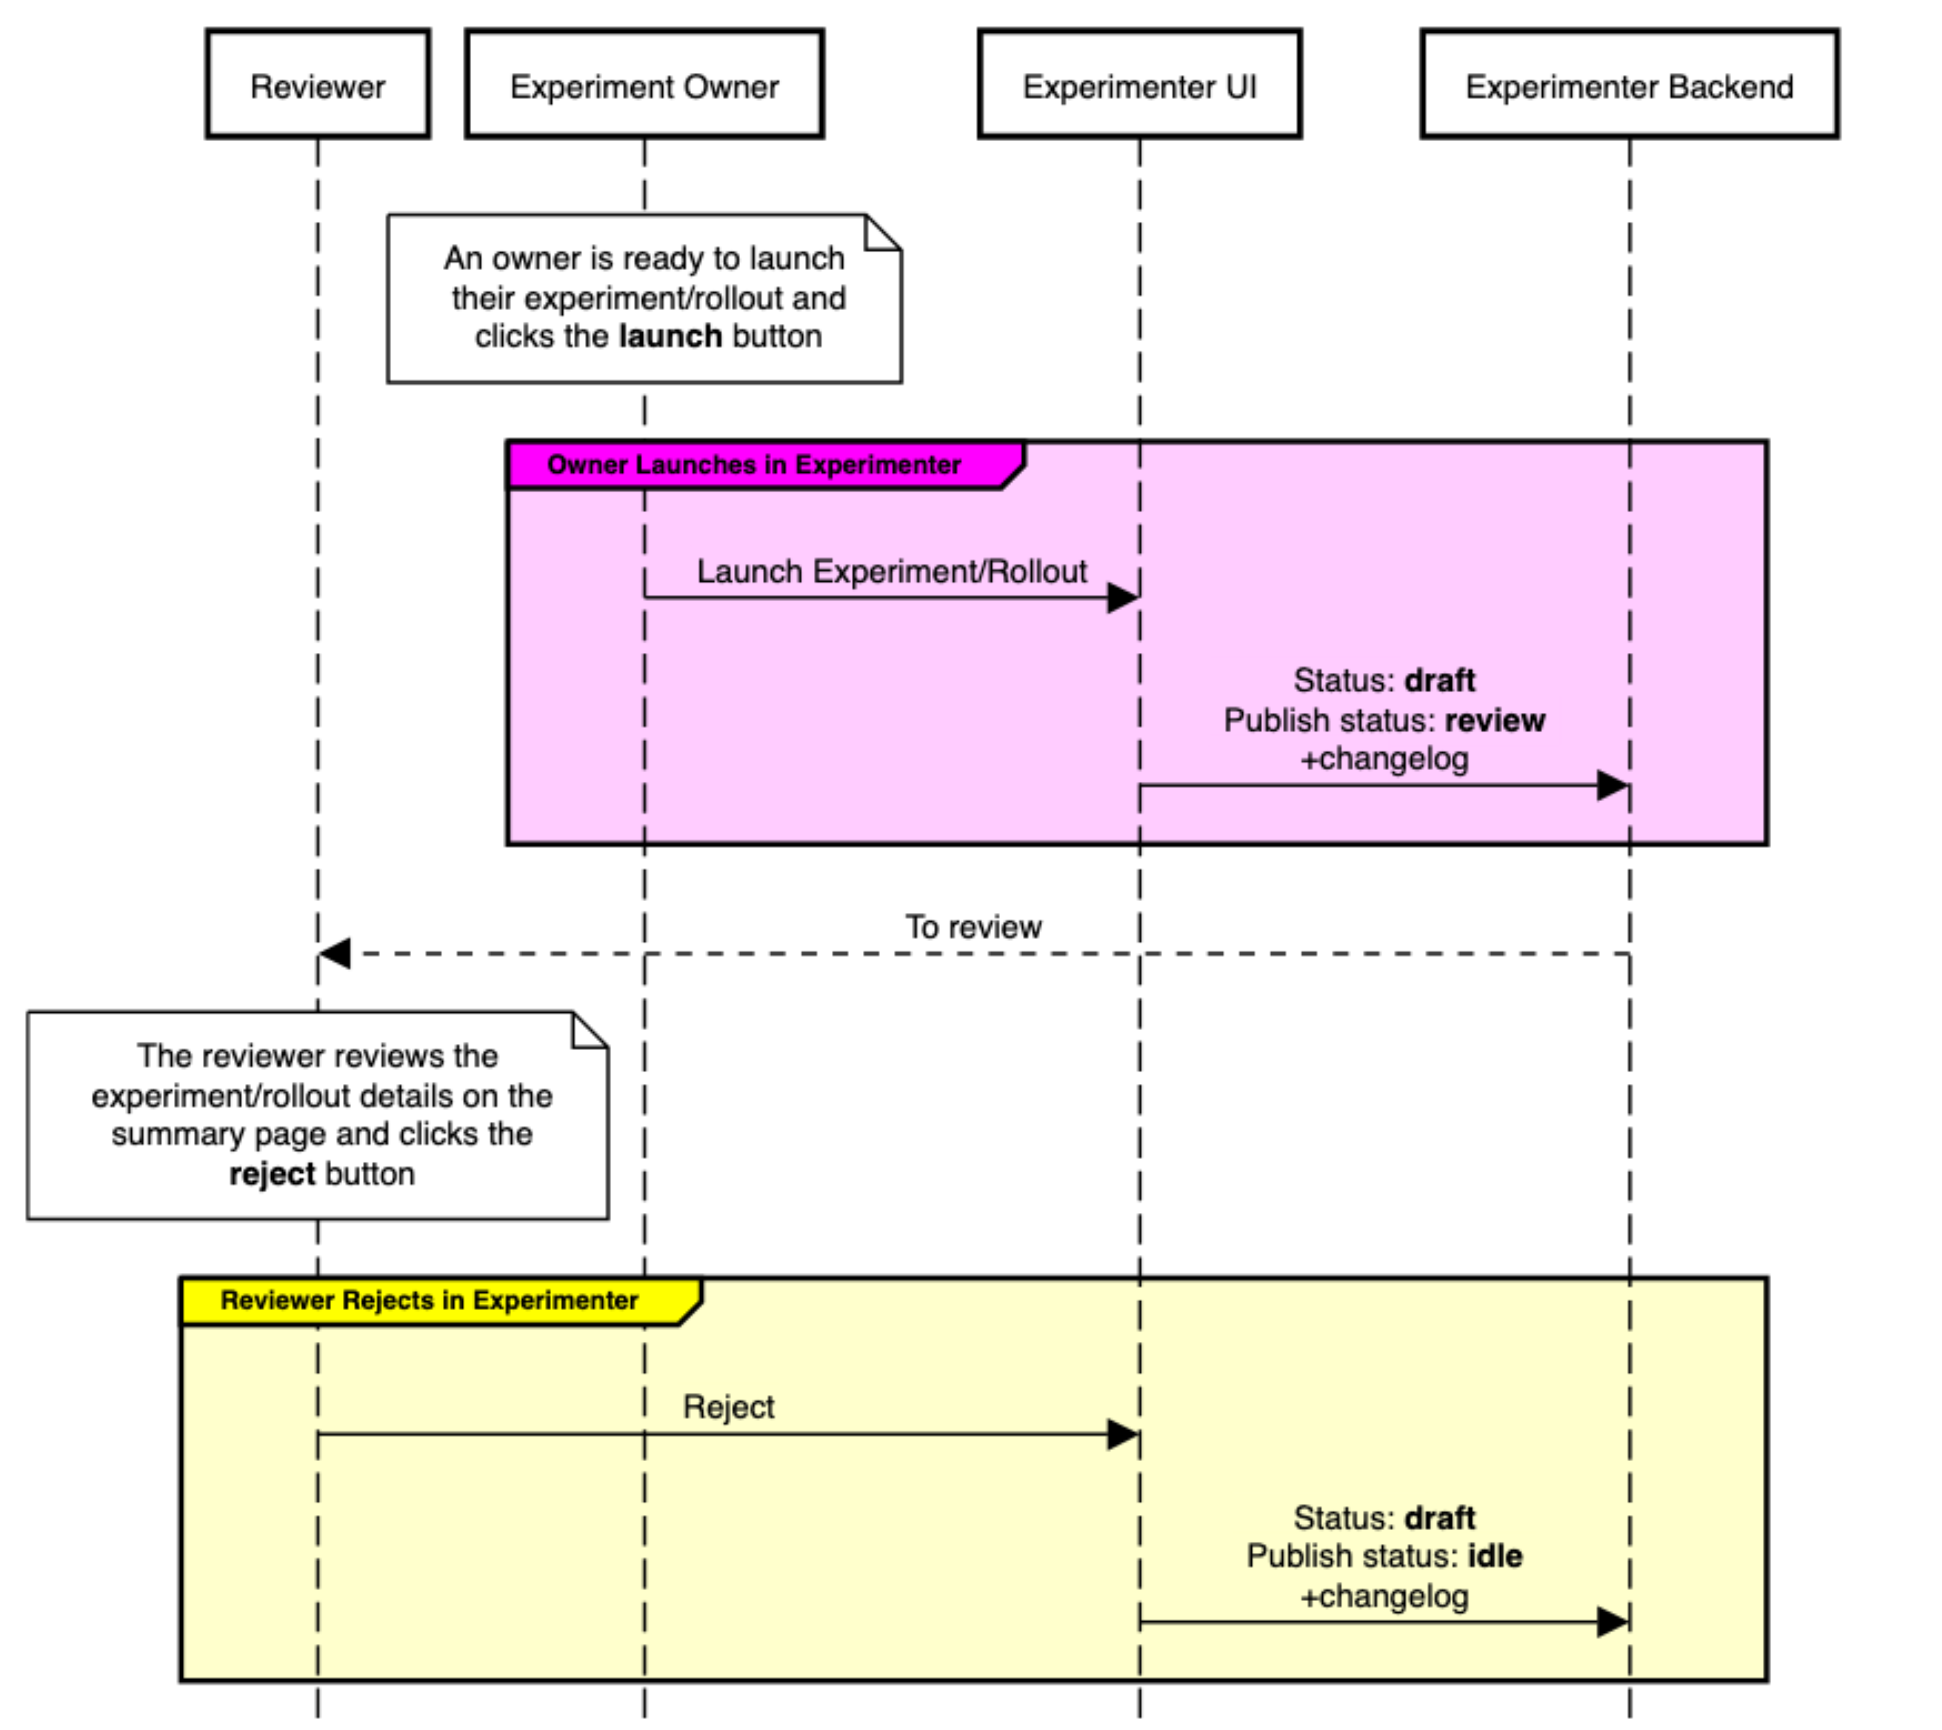 Reviewer
Experiment Owner
Experimenter UI
Experimenter Backend
An owner is ready to launch
their experiment/rollout and
clicks the launch button
Owner Launches in Experimenter
Launch Experiment/Rollout
Status: draft
Publish status: review
+changelog
To review
The reviewer reviews the
experiment/rollout details on the
summary page and clicks the
reject button
Reviewer Rejects in Experimenter
Reject
Status: draft
Publish status: idle
+changelog